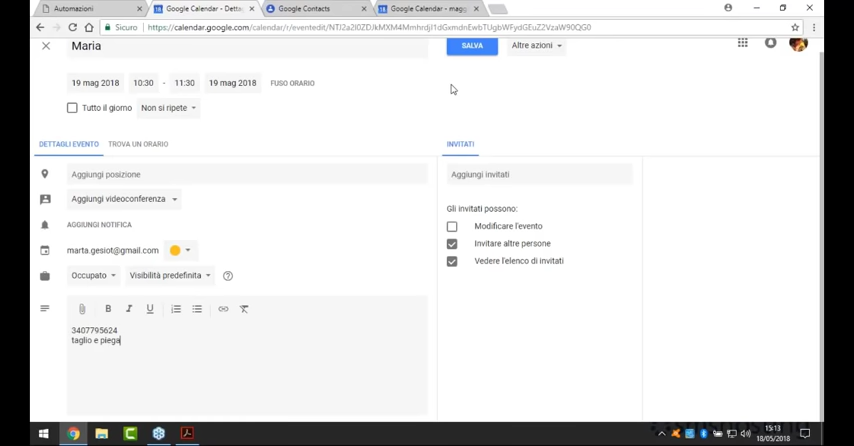 Automazioni
Google Calendar - Dettag
Google Contacts
Google Calendar - magg
Sicuro
https://calendar.google.com/calendar/r/eventedit/NTJ2a2I0ZD/kMXM4MmhrdjI1dGxmdnEwbTUgbWFydGEuZ2VzaW90QG0
Maria
SALVA
Altre azioni
19 mag 2018 10:30 - 11:30 19 mag 2018 FUSO ORARIO
Tutto il giorno
Non si ripete
DETTAGLI EVENTO
TROVA UN ORARIO
INVITATI
Aggiungi posizione
Aggiungi invitati
Aggiungi videoconferenza
AGGIUNGI NOTIFICA
marta.gesiot@gmail.com
Occupato
Visibilità predefinita
Gli invitati possono:
Modificare l'evento
Invitare altre persone
Vedere l'elenco di invitati
B I U
3407795624
taglio e piega
15:13
18/05/2018